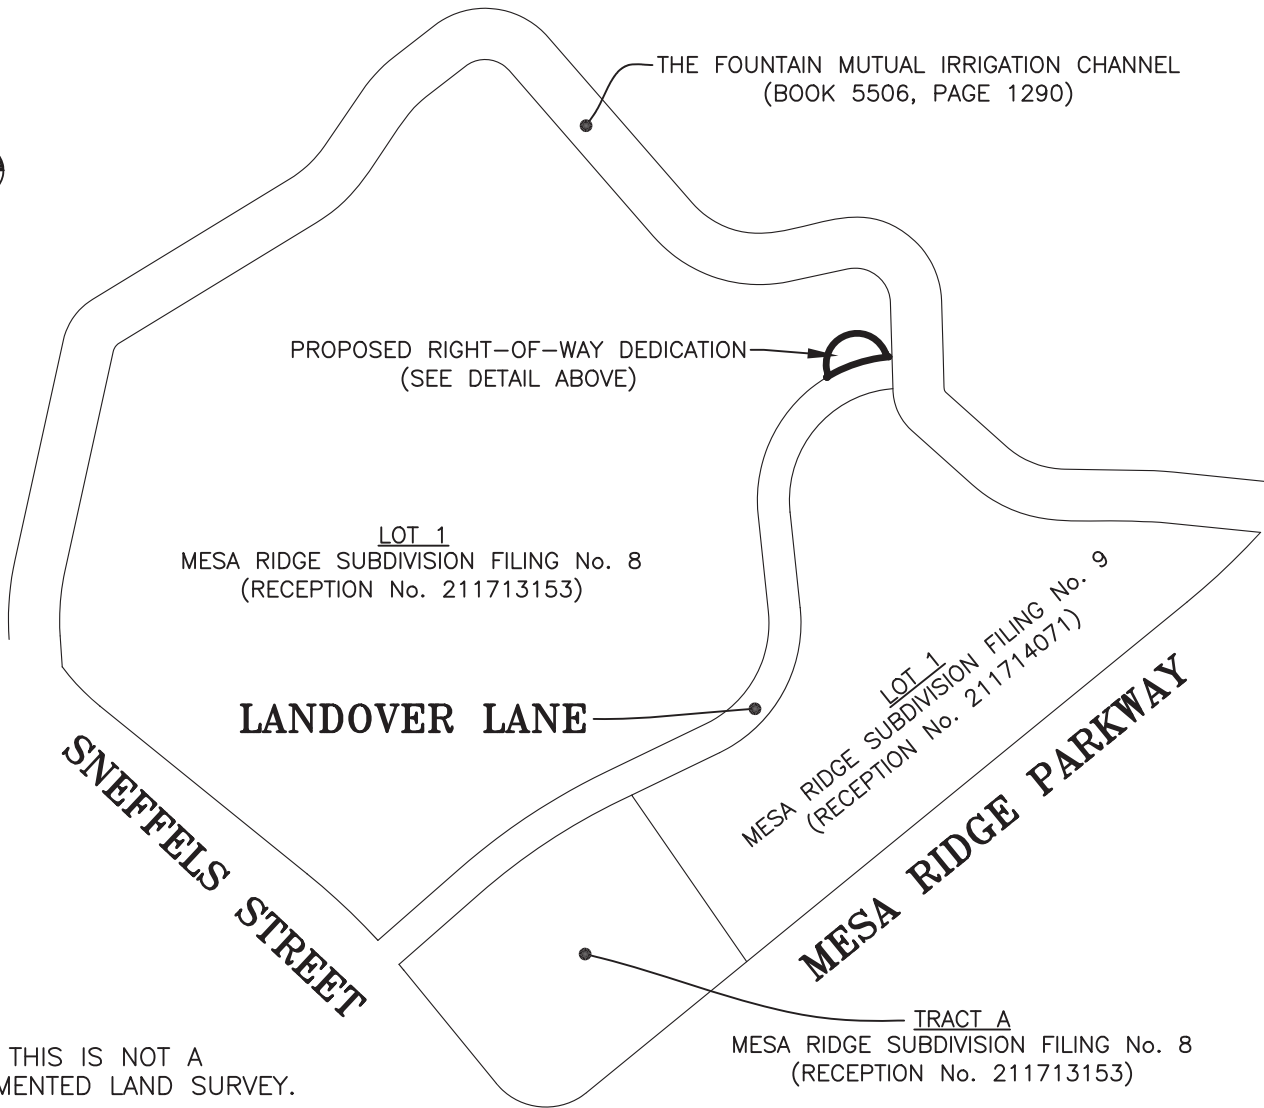 THE FOUNTAIN MUTUAL IRRIGATION CHANNEL
(BOOK 5506, PAGE 1290)
PROPOSED RIGHT-OF-WAY DEDICATION
(SEE DETAIL ABOVE)
LOT 1
MESA RIDGE SUBDIVISION FILING No. 8
(RECEPTION No. 211713153)
LOT 1
MESA RIDGE SUBDIVISION FILING No. 9
(RECEPTION No. 211714071)
LANDOVER LANE
SNEFFELS STREET
MESA RIDGE PARKWAY
TRACT A
MESA RIDGE SUBDIVISION FILING No. 8
(RECEPTION No. 211713153)
THIS IS NOT A
MENTED LAND SURVEY.